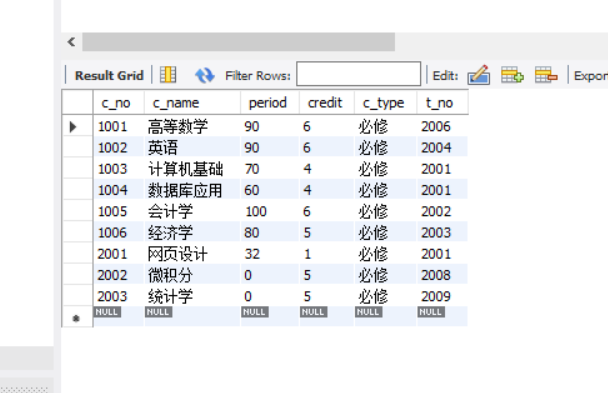 Result Grid Filter Rows: Edit: Expor
c_no c_name period credit c_type t_no
1001 高等数学 90 6 必修 2006
1002 英语 90 6 必修 2004
1003 计算机基础 70 4 必修 2001
1004 数据库应用 60 4 必修 2001
1005 会计学 100 6 必修 2002
1006 经济学 80 5 必修 2003
2001 网页设计 32 1 必修 2001
2002 微积分 0 5 必修 2008
2003 统计学 0 5 必修 2009
NULL NULL NULL NULL NULL NULL